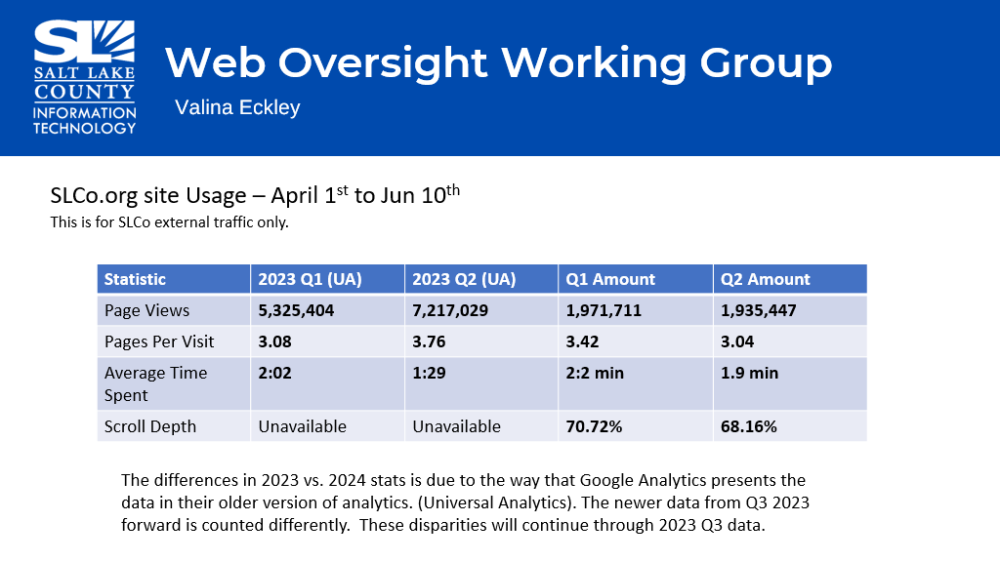 SL
SALT LAKE
COUNTY
INFORMATION
TECHNOLOGY
Web Oversight Working Group
Valina Eckley
SLCo.org site Usage – April 1st to Jun 10th
This is for SLCo external traffic only.
Statistic 2023 Q1 (UA) 2023 Q2 (UA) Q1 Amount Q2 Amount
Page Views 5,325,404 7,217,029 1,971,711 1,935,447
Pages Per Visit 3.08 3.76 3.42 3.04
Average Time Spent 2:02 1:29 2:2 min 1.9 min
Scroll Depth Unavailable Unavailable 70.72% 68.16%
The differences in 2023 vs. 2024 stats is due to the way that Google Analytics presents the
data in their older version of analytics. (Universal Analytics). The newer data from Q3 2023
forward is counted differently.  These disparities will continue through 2023 Q3 data.